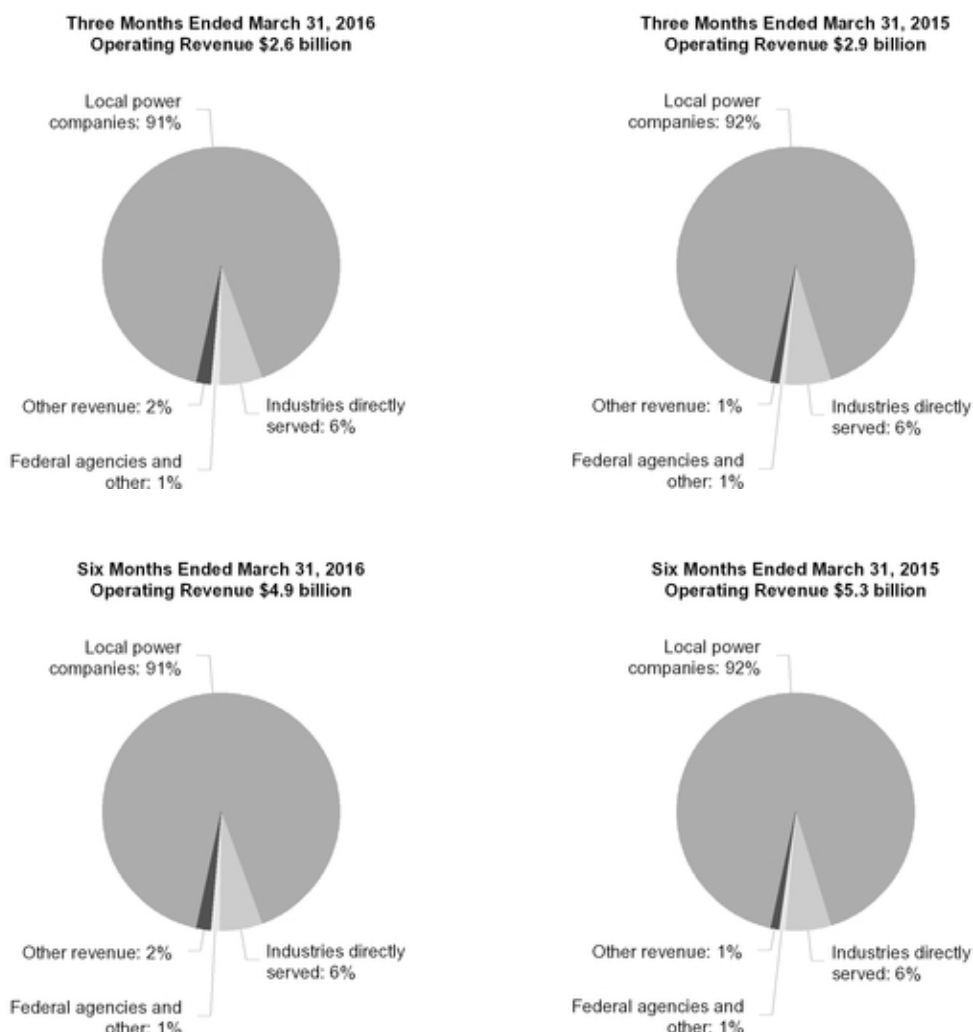 Three Months Ended March 31, 2016
Operating Revenue $2.6 billion
Local power
companies: 91%
Other revenue: 2%
Industries directly
served: 6%
Federal agencies and
other: 1%
Three Months Ended March 31, 2015
Operating Revenue $2.9 billion
Local power
companies: 92%
Other revenue: 1%
Industries directly
served: 6%
Federal agencies and
other: 1%
Six Months Ended March 31, 2016
Operating Revenue $4.9 billion
Local power
companies: 91%
Other revenue: 2%
Industries directly
served: 6%
Federal agencies and
other: 1%
Six Months Ended March 31, 2015
Operating Revenue $5.3 billion
Local power
companies: 92%
Other revenue: 1%
Industries directly
served: 6%
Federal agencies and
other: 1%